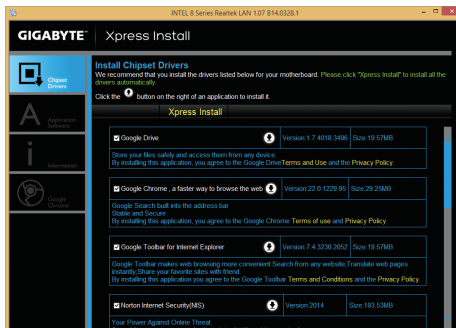 INTEL 8 Series Realtek LAN 1.07 B14.0328.1
GIGABYTE™ Xpress Install
Install Chipset Drivers
We recommend that you install the drivers listed below for your motherboard. Please click "Xpress Install" to install all the
drivers automatically.
Click the button on the right of an application to install it.
Chipset
Drivers
Application
Software
Information
Google
Chrome
Xpress Install
Google Drive Version:1.7.4018.3496 Size:19.57MB
Store your files safely and access them from any device
By installing this application, you agree to the Google DriveTerms and Use and the Privacy Policy.
Google Chrome , a faster way to browse the web Version:22.0.1229.95 Size:29.25MB
Google Search built into the address bar
Stable and Secure
By installing this application, you agree to the Google Chrome Terms of use and Privacy Policy.
Google Toolbar for Internet Explorer Version:7.4.3230.2052 Size:19.57MB
Google Toolbar makes web browsing more convenient:Search from any website,Translate web pages
instantly;Share your favorite sites with friend.
By installing this application you agree to the Google Toolbar Terms and Conditions and the Privacy Policy.
Norton Internet Security(NIS) Version:2014 Size:193.53MB
Your Power Against Online Threat